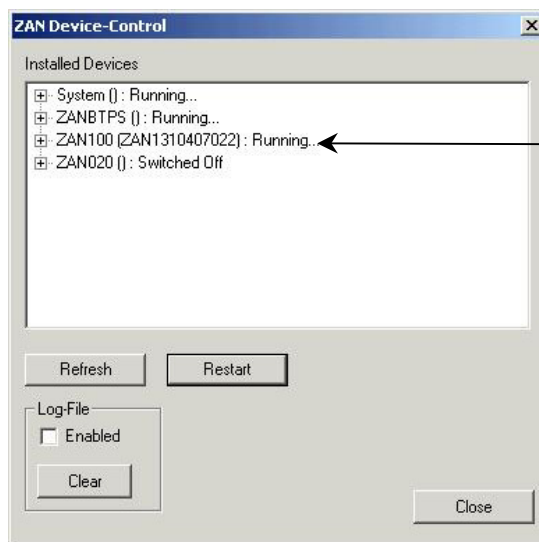 ZAN Device-Control
Installed Devices
System () : Running...
ZANBTPS () : Running...
ZAN100 (ZAN1310407022) : Running...
ZAN020 () : Switched Off
Refresh
Restart
Log-File
Enabled
Clear
Close